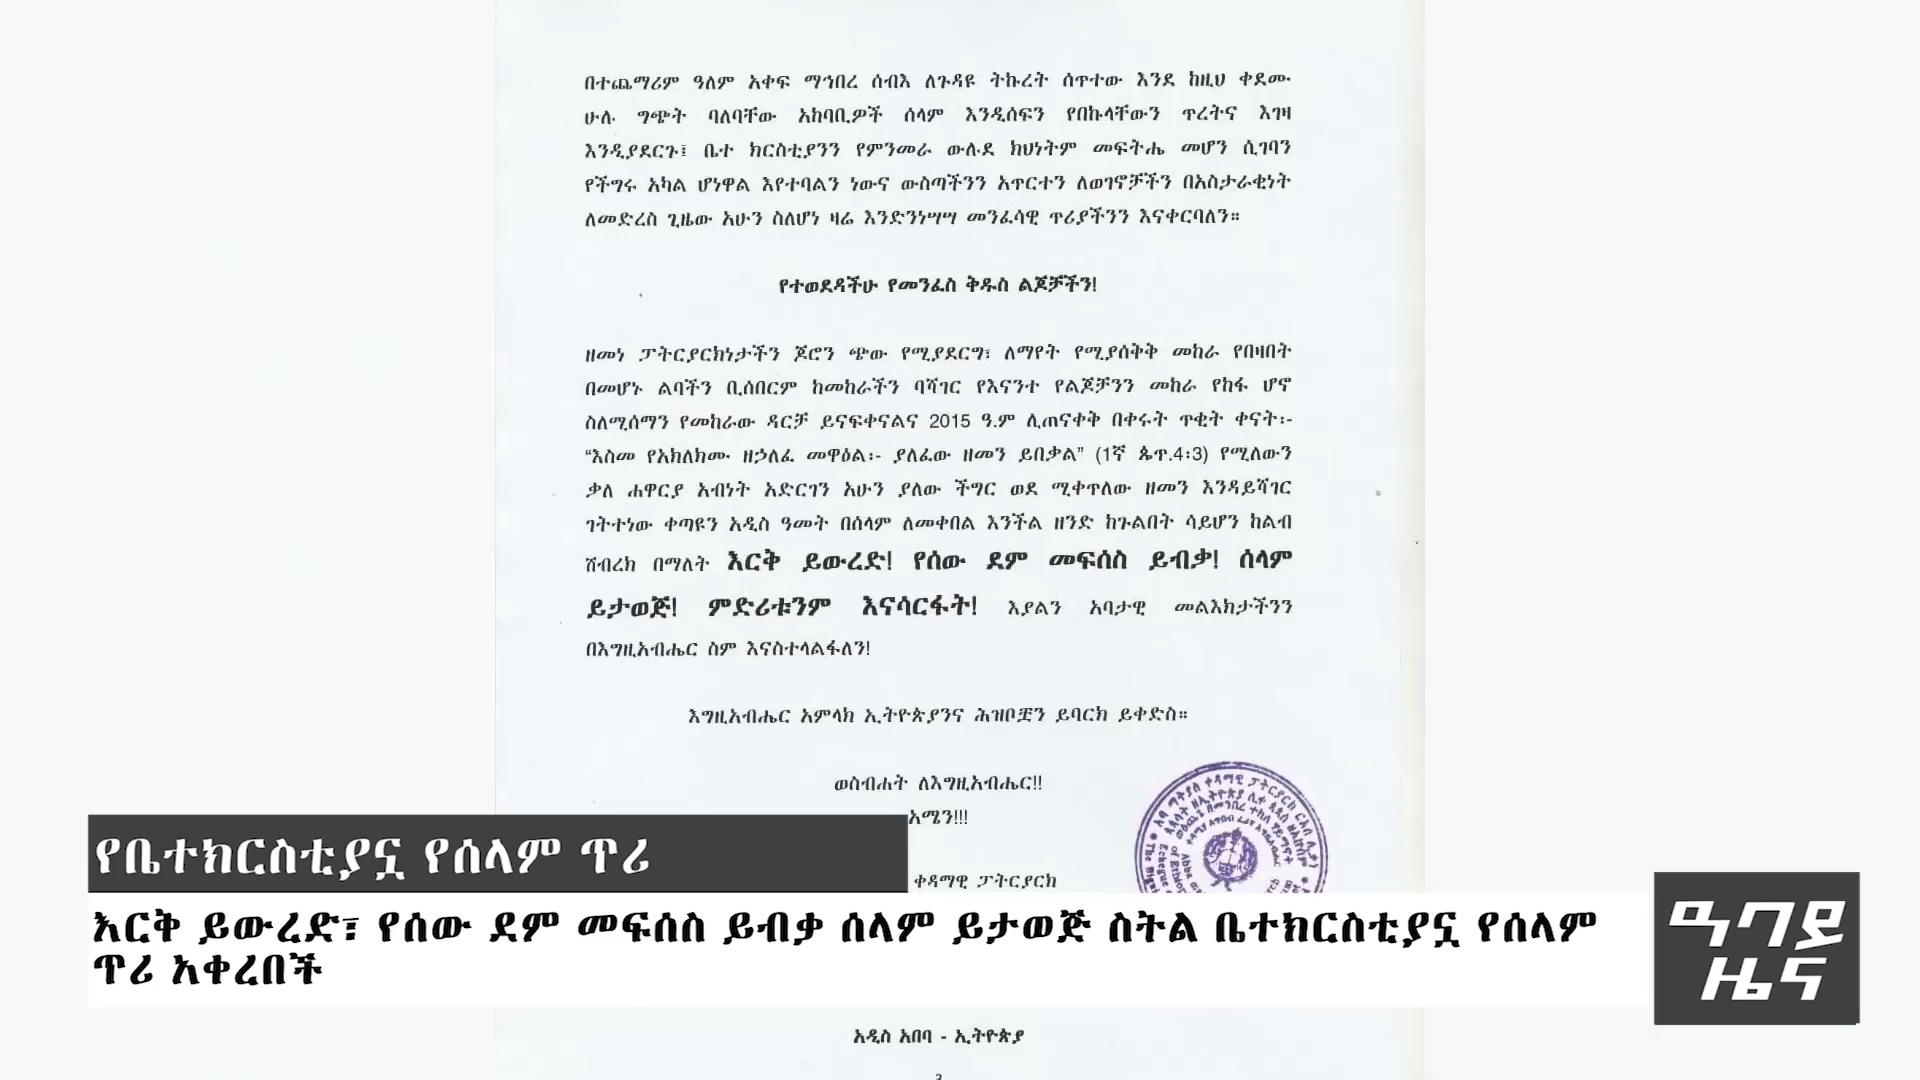 በተጨማሪም ዓለም አቀፍ ማኅበረ ሰብእ ለጉዳዩ ትኩረት ሰጥተው እንደ ከዚህ ቀደሙ
ሁሉ ግጭት ባለባቸው አከባቢዎች ሰላም እንዲሰፍን የበኩላቸውን ጥረትና እገዛ
እንዲያደርጉ፤ ቤተ ክርስቲያንን የምንመራ ውሉደ ክህነትም መፍትሔ መሆን ሲገባን
የችግሩ አካል ሆነዋል እየተባልን ነውና ውስጣችንን አጥርተን ለወገኖቻችን በአስታራቂነት
ለመድረስ ጊዜው አሁን ስለሆነ ዛሬ እንድንነሣሣ መንፈሳዊ ጥሪያችንን እናቀርባለን።
የተወደዳችሁ የመንፈስ ቅዱስ ልጆቻችን!
ዘመነ ፓትርያርክነታችን ጆሮን ጭው የሚያደርግ፣ ለማየት የሚያሰቅቅ መከራ የበዛበት
በመሆኑ ልባችን ቢሰበርም ከመከራችን ባሻገር የእናንተ የልጆቻንን መከራ የከፋ ሆኖ
ስለሚሰማን የመከራው ዳርቻ ይናፍቀናልና 2015 ዓ.ም ሊጠናቀቅ በቀሩት ጥቂት ቀናት፡-
“እስመ የአክለክሙ ዘኃለፈ መዋዕል፡- ያለፈው ዘመን ይበቃል” (1ኛ ጴጥ.4፡3) የሚለውን
ቃለ ሐዋርያ አብነት አድርገን አሁን ያለው ችግር ወደ ሚቀጥለው ዘመን እንዳይሻገር
ገትተነው ቀጣዩን አዲስ ዓመት በሰላም ለመቀበል እንችል ዘንድ ከጉልበት ሳይሆን ከልብ
ሸብረክ በማለት እርቅ ይውረድ! የሰው ደም መፍሰስ ይብቃ! ሰላም
ይታወጅ! ምድሪቱንም እናሳርፋት! እያልን አባታዊ መልእክታችንን
በእግዚአብሔር ስም እናስተላልፋለን!
እግዚአብሔር አምላክ ኢትዮጵያንና ሕዝቦቿን ይባርክ ይቀድስ።
ወስብሐት ለእግዚአብሔር!!
አሜን!!!
ቀዳማዊ ፓትርያርክ
የቤተክርስቲያኗ የሰላም ጥሪ
እርቅ ይውረድ፣ የሰው ደም መፍሰስ ይብቃ ሰላም ይታወጅ ስትል ቤተክርስቲያኗ የሰላም
ጥሪ አቀረበች
ዓባይ
ዜና
አዲስ አበባ - ኢትዮጵያ